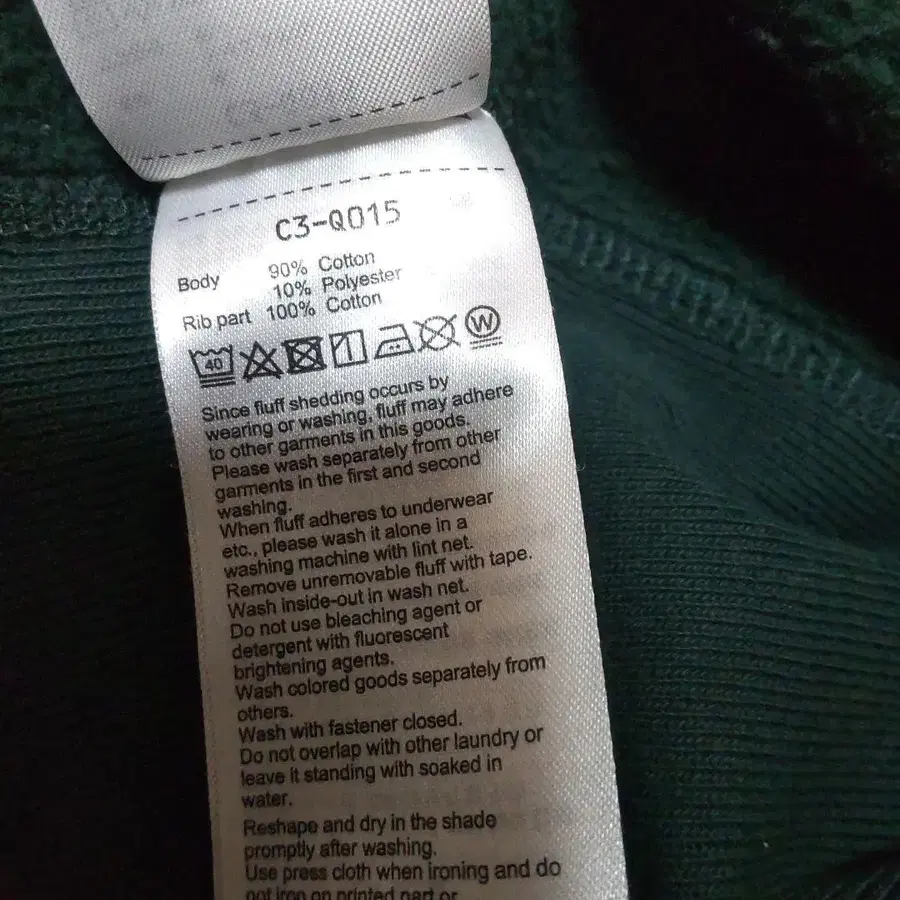 C3-Q015
Body 90% Cotton
10% Polyester
Rib part 100% Cotton
40 W
Since fluff shedding occurs by
wearing or washing, fluff may adhere
to other garments in this goods.
Please wash separately from other
garments in the first and second
washing.
When fluff adheres to underwear
etc., please wash it alone in a
washing machine with lint net.
Remove unremovable fluff with tape.
Wash inside-out in wash net.
Do not use bleaching agent or
detergent with fluorescent
brightening agents.
Wash colored goods separately from
others.
Wash with fastener closed.
Do not overlap with other laundry or
leave it standing with soaked in
water.
Reshape and dry in the shade
promptly after washing.
Use press cloth when ironing and do
not iron on printed part or